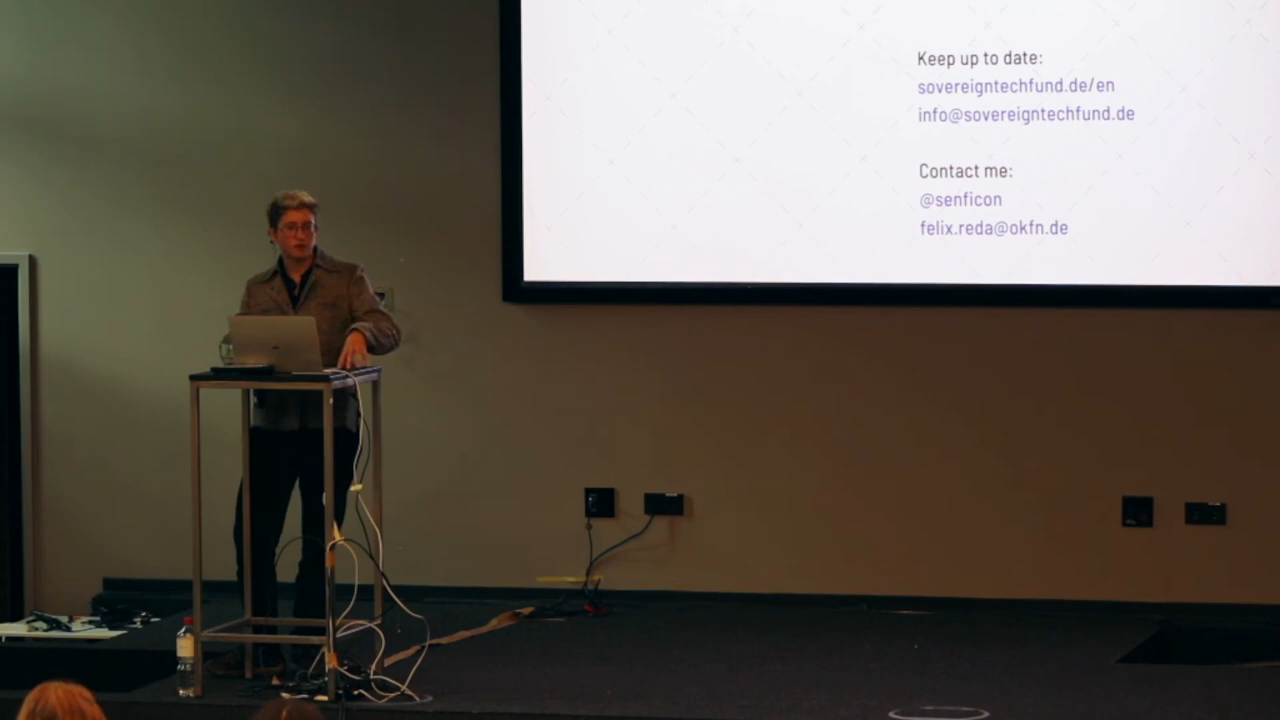 Keep up to date:
sovereigntechfund.de/en
info@sovereigntechfund.de
Contact me:
@senficon
felix.reda@okfn.de